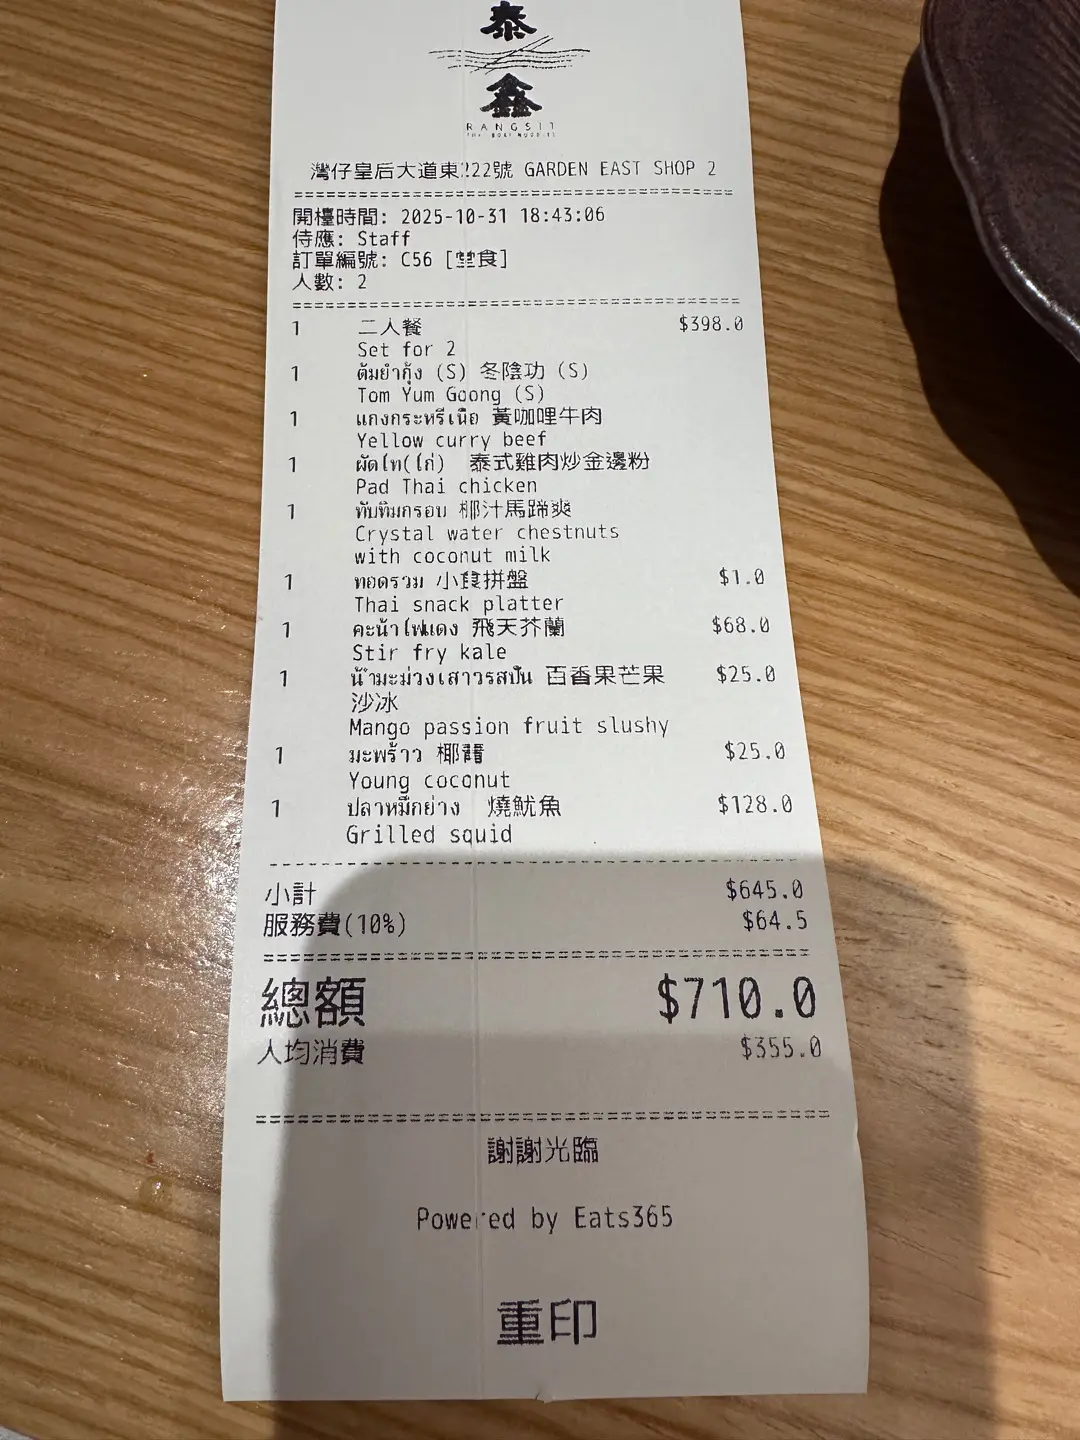 泰
鑫
RANGSIT
THAI BOAT NOODLES
灣仔皇后大道東222號 GARDEN EAST SHOP 2
開檯時間: 2025-10-31 18:43:06
侍應: Staff
訂單編號: C56 [堂食]
人數: 2
1 二人餐 $398.0
Set for 2
1 ต้มยำกุ้ง (S) 冬陰功 (S)
Tom Yum Goong (S)
1 แกงกระหรี่เนื้อ 黃咖哩牛肉
Yellow curry beef
1 ผัดไท(ไก่) 泰式雞肉炒金邊粉
Pad Thai chicken
1 ทับทิมกรอบ 椰汁馬蹄爽
Crystal water chestnuts
with coconut milk
1 ทอดรวม 小食拼盤 $1.0
Thai snack platter
1 คะน้าไฟแดง 飛天芥蘭 $68.0
Stir fry kale
1 น้ำมะม่วงเสาวรสปั่น 百香果芒果 $25.0
沙冰
Mango passion fruit slushy
1 มะพร้าว 椰青 $25.0
Young coconut
1 ปลาหมึกย่าง 燒魷魚 $128.0
Grilled squid
小計 $645.0
服務費(10%) $64.5
總額 $710.0
人均消費 $355.0
謝謝光臨
Powered by Eats365
重印